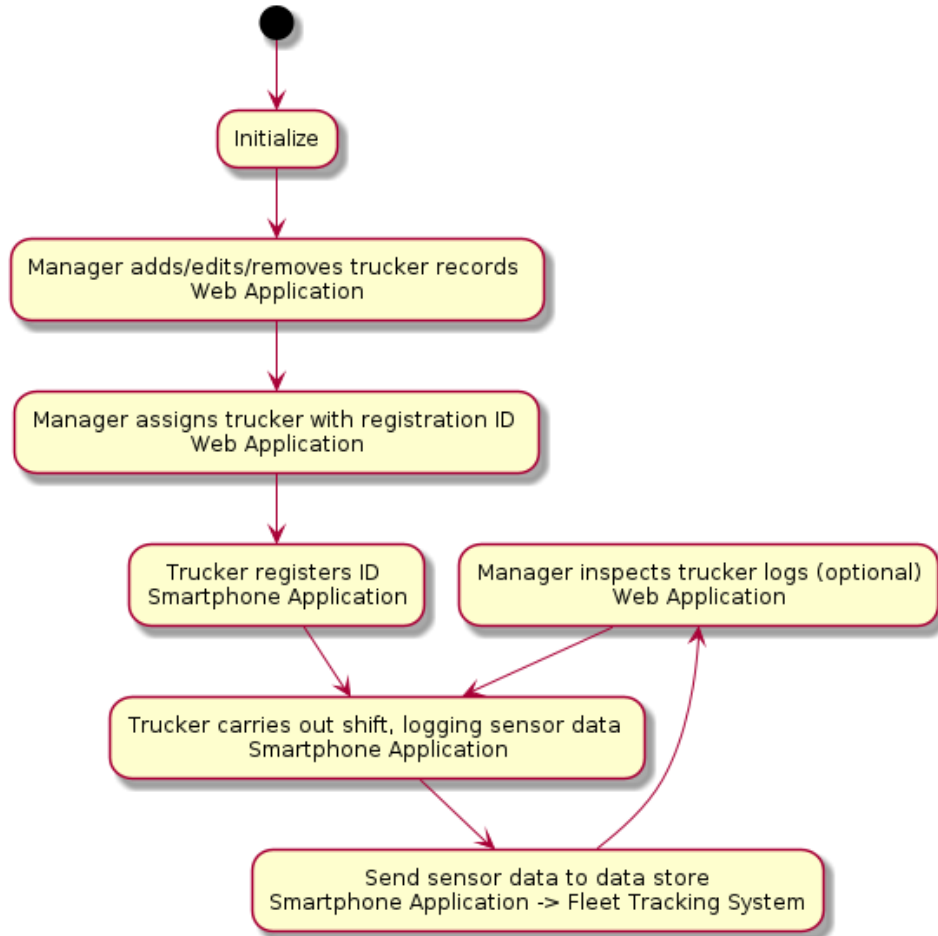 Initialize
Manager adds/edits/removes trucker records
Web Application
Manager assigns trucker with registration ID
Web Application
Trucker registers ID
Smartphone Application
Manager inspects trucker logs (optional)
Web Application
Trucker carries out shift, logging sensor data
Smartphone Application
Send sensor data to data store
Smartphone Application -> Fleet Tracking System